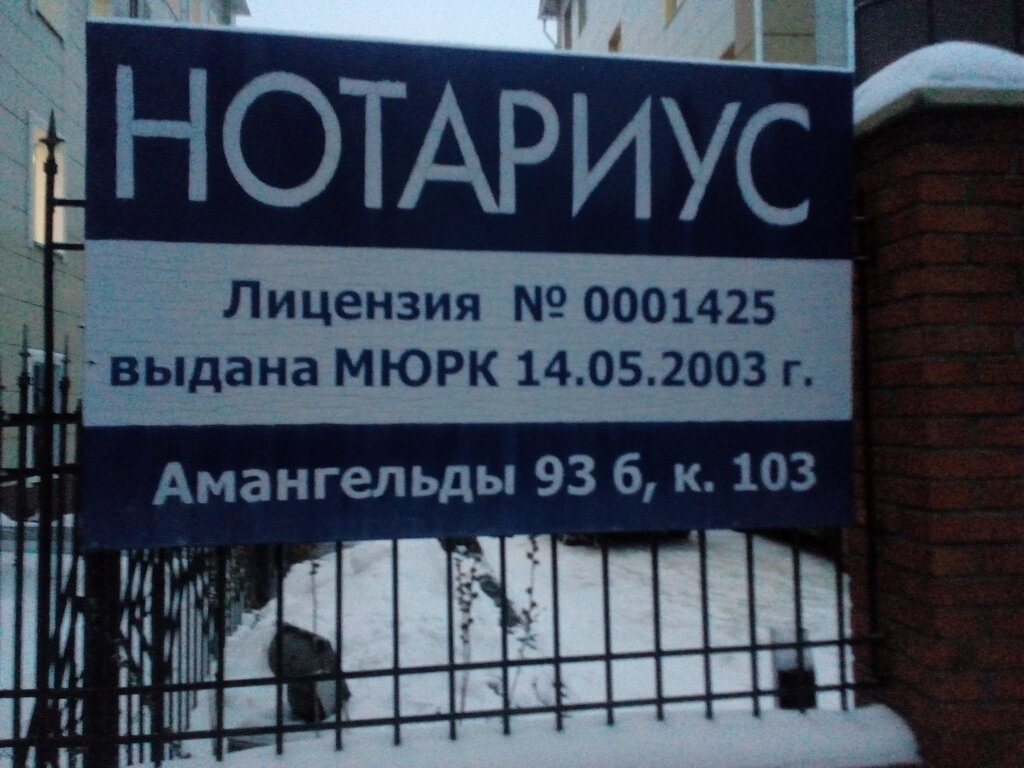 НОТАРИУС
Лицензия № 0001425
выдана МЮРК 14.05.2003 г.
Амангельды 93 б, к. 103